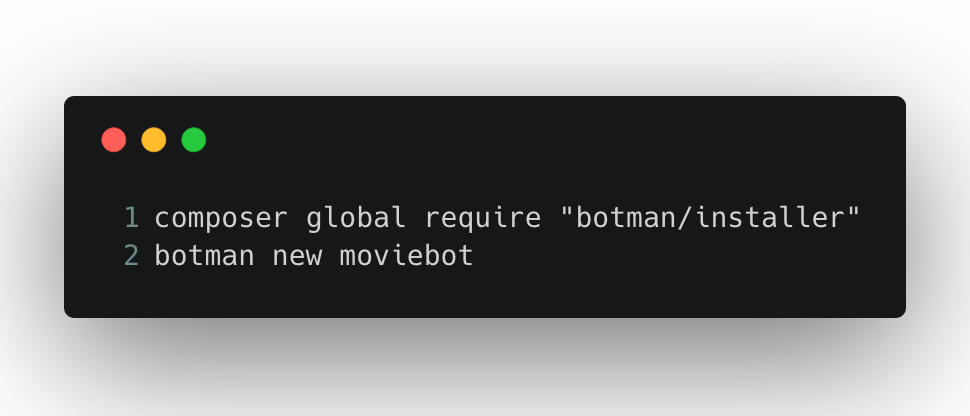 1 composer global require "botman/installer"
2 botman new moviebot